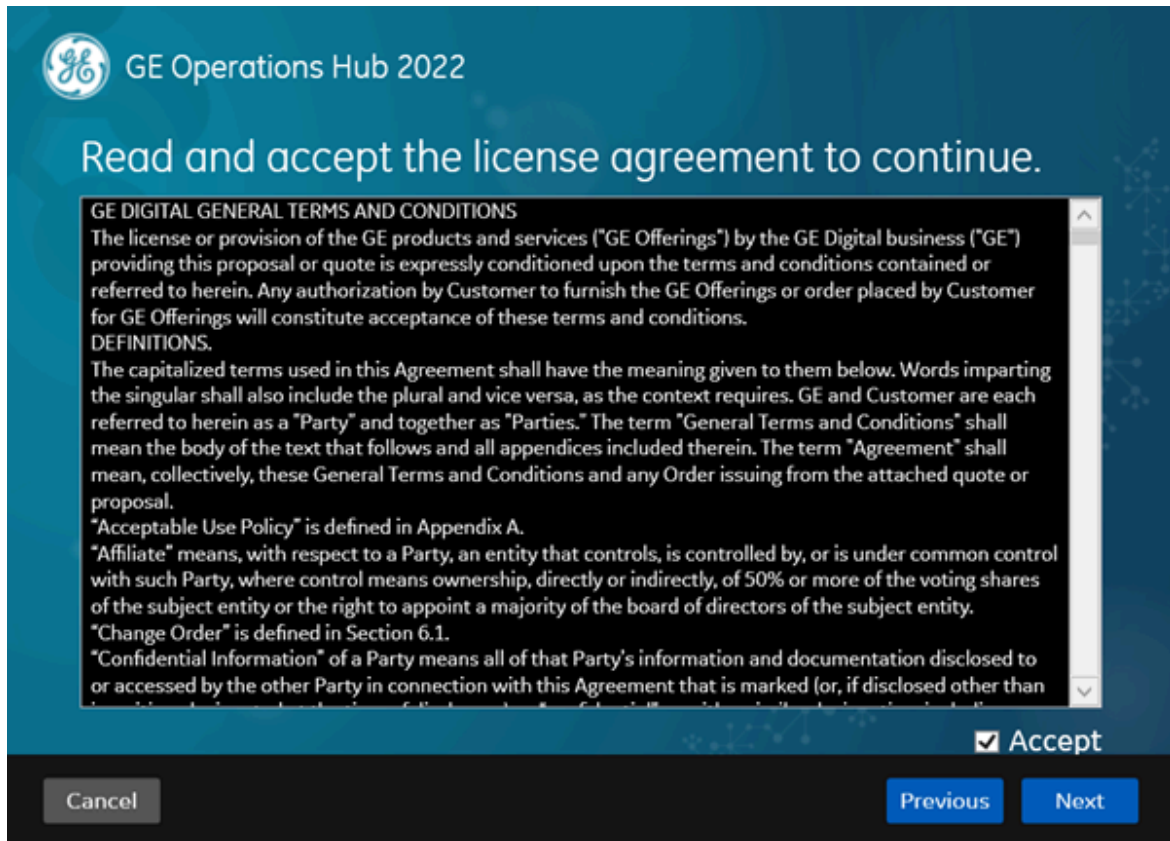 GE Operations Hub 2022
Read and accept the license agreement to continue.
GE DIGITAL GENERAL TERMS AND CONDITIONS
The license or provision of the GE products and services ("GE Offerings") by the GE Digital business ("GE")
providing this proposal or quote is expressly conditioned upon the terms and conditions contained or
referred to herein. Any authorization by Customer to furnish the GE Offerings or order placed by Customer
for GE Offerings will constitute acceptance of these terms and conditions.
DEFINITIONS.
The capitalized terms used in this Agreement shall have the meaning given to them below. Words imparting
the singular shall also include the plural and vice versa, as the context requires. GE and Customer are each
referred to herein as a "Party" and together as "Parties." The term "General Terms and Conditions" shall
mean the body of the text that follows and all appendices included therein. The term "Agreement" shall
mean, collectively, these General Terms and Conditions and any Order issuing from the attached quote or
proposal.
"Acceptable Use Policy" is defined in Appendix A.
"Affiliate" means, with respect to a Party, an entity that controls, is controlled by, or is under common control
with such Party, where control means ownership, directly or indirectly, of 50% or more of the voting shares
of the subject entity or the right to appoint a majority of the board of directors of the subject entity.
"Change Order" is defined in Section 6.1.
"Confidential Information" of a Party means all of that Party's information and documentation disclosed to
or accessed by the other Party in connection with this Agreement that is marked (or, if disclosed other than
Accept
Cancel
Previous
Next